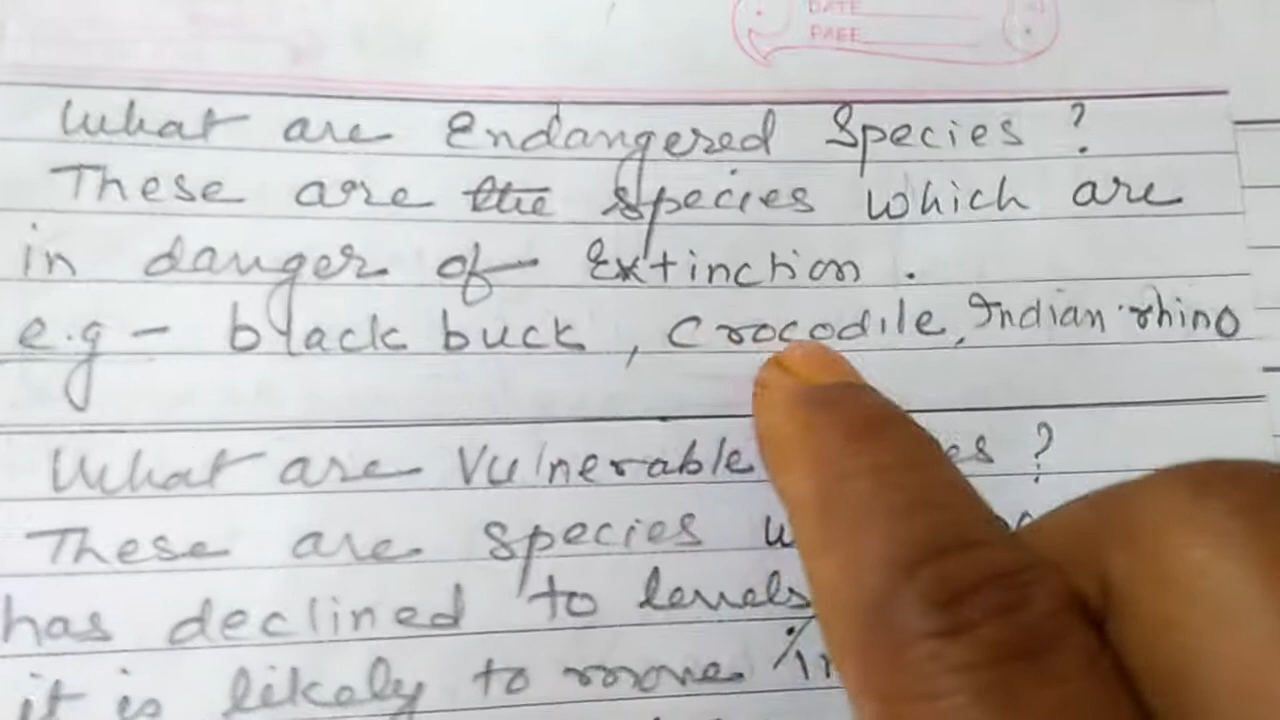 DATE
PAGE
What are Endangered Species ?
These are the species which are
in danger of Extinction .
e.g - black buck , Crocodile, Indian rhino
What are Vulnerable ?
These are species
has declined to levels
it is likely to move